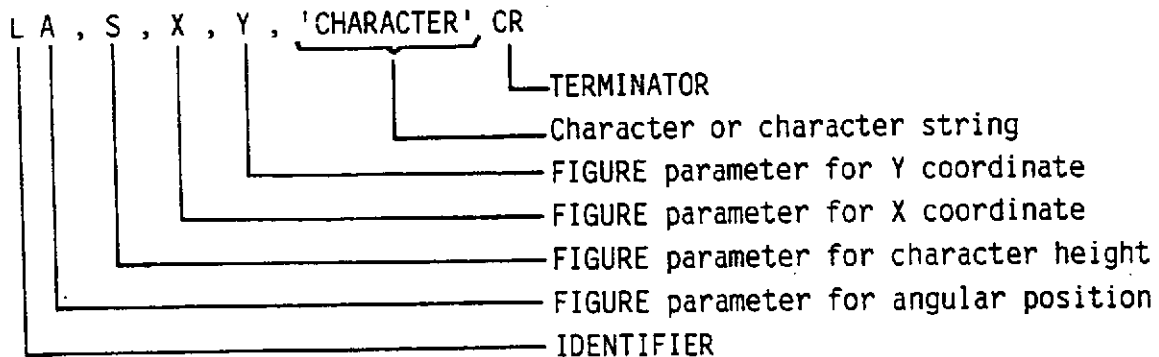 L A , S , X , Y , 'CHARACTER' CR
TERMINATOR
Character or character string
FIGURE parameter for Y coordinate
FIGURE parameter for X coordinate
FIGURE parameter for character height
FIGURE parameter for angular position
IDENTIFIER